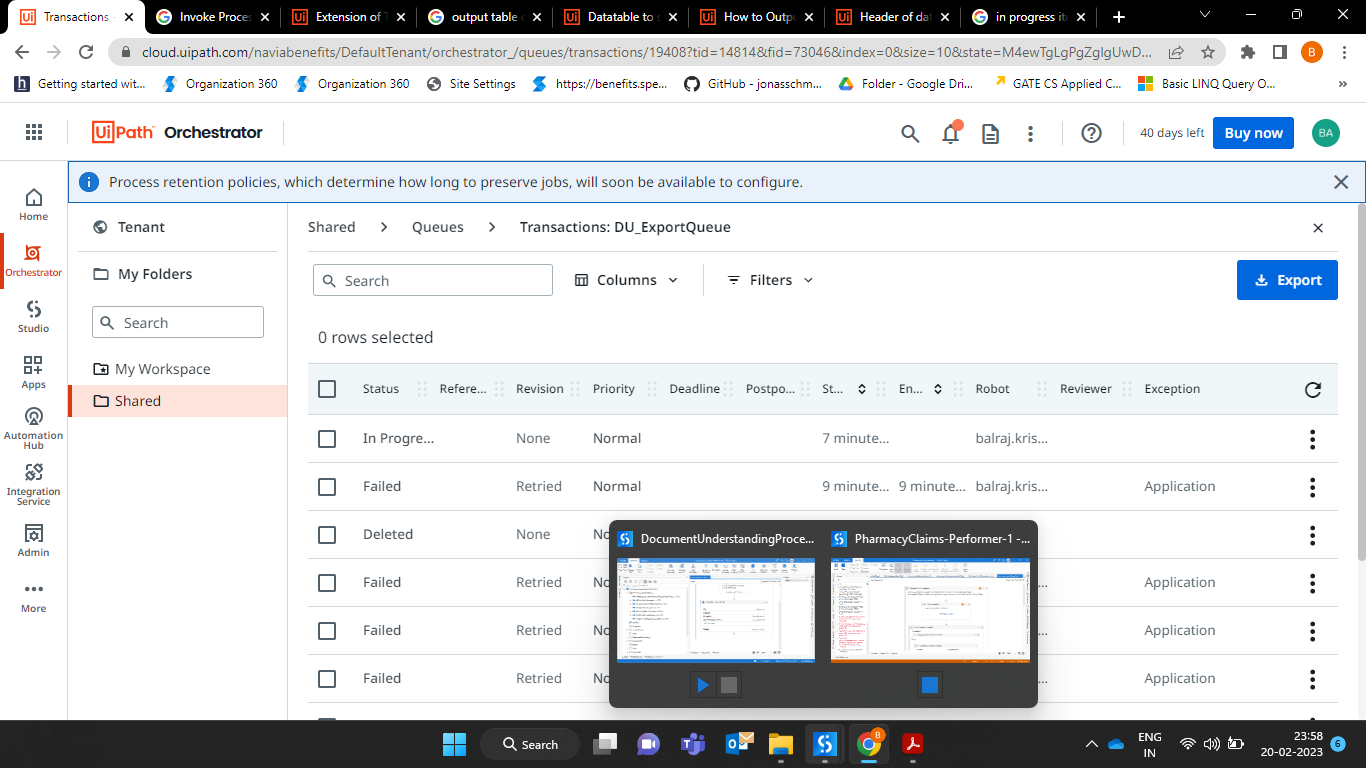 Transactions -
Invoke Proces
Extension of T
output table c
Datatable to s
How to Outpu
Header of dat
in progress ite
cloud.uipath.com/naviabenefits/DefaultTenant/orchestrator_/queues/transactions/19408?tid=14814&fid=73046&index=0&size=10&state=M4ewTgLgPgZgIgUwD...
B
Getting started wit...
Organization 360
Organization 360
Site Settings
https://benefits.spe...
GitHub - jonasschm...
Folder - Google Dri...
GATE CS Applied C...
Basic LINQ Query O...
»
UiPath Orchestrator
40 days left
Buy now
BA
Process retention policies, which determine how long to preserve jobs, will soon be available to configure.
Home
Orchestrator
Studio
Apps
Automation
Hub
Integration
Service
Admin
More
Tenant
My Folders
Search
My Workspace
Shared
Shared > Queues > Transactions: DU_ExportQueue
Search
Columns
Filters
Export
0 rows selected
Status Refere... Revision Priority Deadline Postpo... St... En... Robot Reviewer Exception
In Progre... None Normal 7 minute... balraj.kris...
Failed Retried Normal 9 minute... 9 minute... balraj.kris... Application
Deleted None No
Failed Retried No ... Application
Failed Retried No ... Application
Failed Retried No ... Application
DocumentUnderstandingProce...
PharmacyClaims-Performer-1 -...
Search
B
ENG
IN
23:58
20-02-2023
6